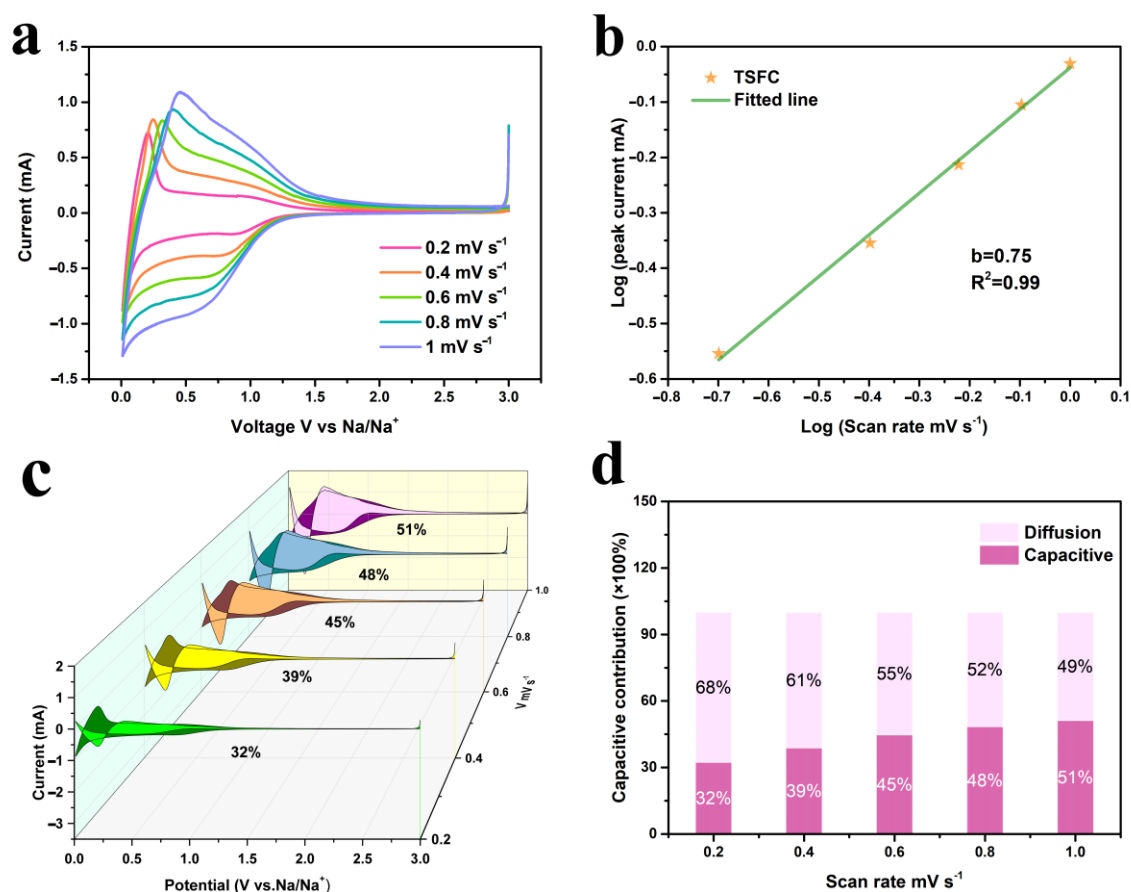 a
1.5
1.0
0.5
0.0
−0.5
−1.0
−1.5
Current (mA)
0.2 mV s⁻¹
0.4 mV s⁻¹
0.6 mV s⁻¹
0.8 mV s⁻¹
1 mV s⁻¹
0.0 0.5 1.0 1.5 2.0 2.5 3.0
Voltage V vs Na/Na⁺
b
0.0
−0.1
−0.2
−0.3
−0.4
−0.5
−0.6
Log (peak current mA)
TSFC
Fitted line
b=0.75
R²=0.99
−0.7 −0.6 −0.5 −0.4 −0.3 −0.2 −0.1 0.0 0.1
Log (Scan rate mV s⁻¹)
c
51%
48%
45%
39%
32%
2
1
0
−1
−2
−3
Current (mA)
0.0 0.5 1.0 1.5 2.0 2.5 3.0
Potential (V vs.Na/Na⁺)
1.0
0.8
0.6
0.4
0.2
V mV s⁻¹
d
150
120
90
60
30
0
Capacitive contribution (×100%)
Diffusion
Capacitive
68% 61% 55% 52% 49%
32% 39% 45% 48% 51%
0.2 0.4 0.6 0.8 1.0
Scan rate mV s⁻¹